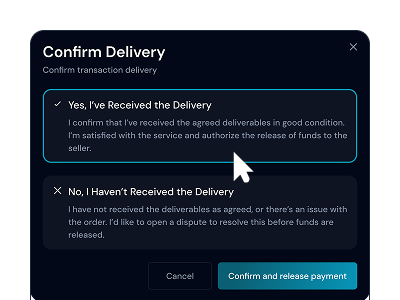 Confirm Delivery
Confirm transaction delivery
Yes, I've Received the Delivery
I confirm that I've received the agreed deliverables in good condition.
I'm satisfied with the service and authorize the release of funds to the
seller.
No, I Haven't Received the Delivery
I have not received the deliverables as agreed, or there's an issue with
the order. I'd like to open a dispute to resolve this before funds are
released.
Cancel
Confirm and release payment